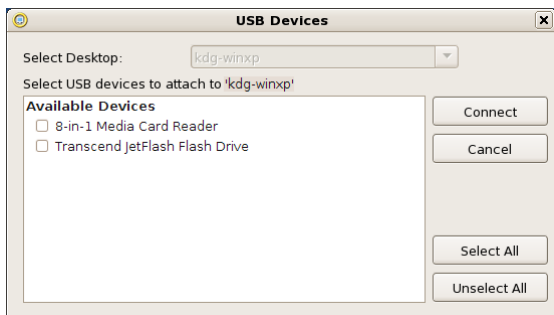 USB Devices
Select Desktop: kdg-winxp
Select USB devices to attach to 'kdg-winxp'
Available Devices
8-in-1 Media Card Reader
Transcend JetFlash Flash Drive
Connect
Cancel
Select All
Unselect All